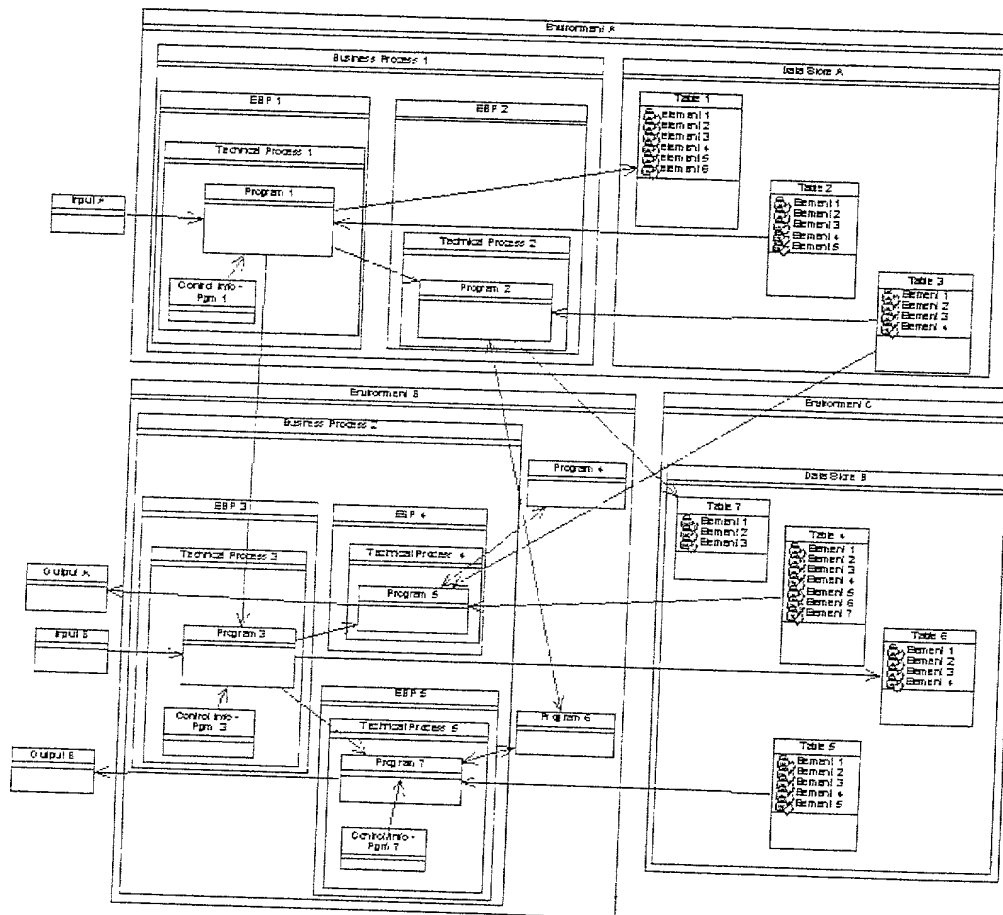 Environment A
Business Process 1
Data Store A
EBP 1
EBP 2
Table 1
element 1
element 2
element 3
element 4
element 5
element 6
Technical Process 1
Program 1
Input A
Table 2
Element 1
Element 2
Element 3
Element 4
Element 5
Technical Process 2
Control Info -
Pgm 1
Program 2
Table 3
Element 1
Element 2
Element 3
Element 4
Environment B
Environment C
Business Process 2
Program 4
Data Store B
EBP 3
EBP 4
Table 7
Element 1
Element 2
Element 3
Table 4
Element 1
Element 2
Element 3
Element 4
Element 5
Element 6
Element 7
Technical Process 3
Technical Process 4
Output A
Program 5
Input B
Program 3
Table 6
Element 1
Element 2
Element 3
Element 4
EBP 5
Control Info -
Pgm 3
Technical Process 5
Program 6
Output B
Program 7
Table 5
Element 1
Element 2
Element 3
Element 4
Element 5
Control Info -
Pgm 7